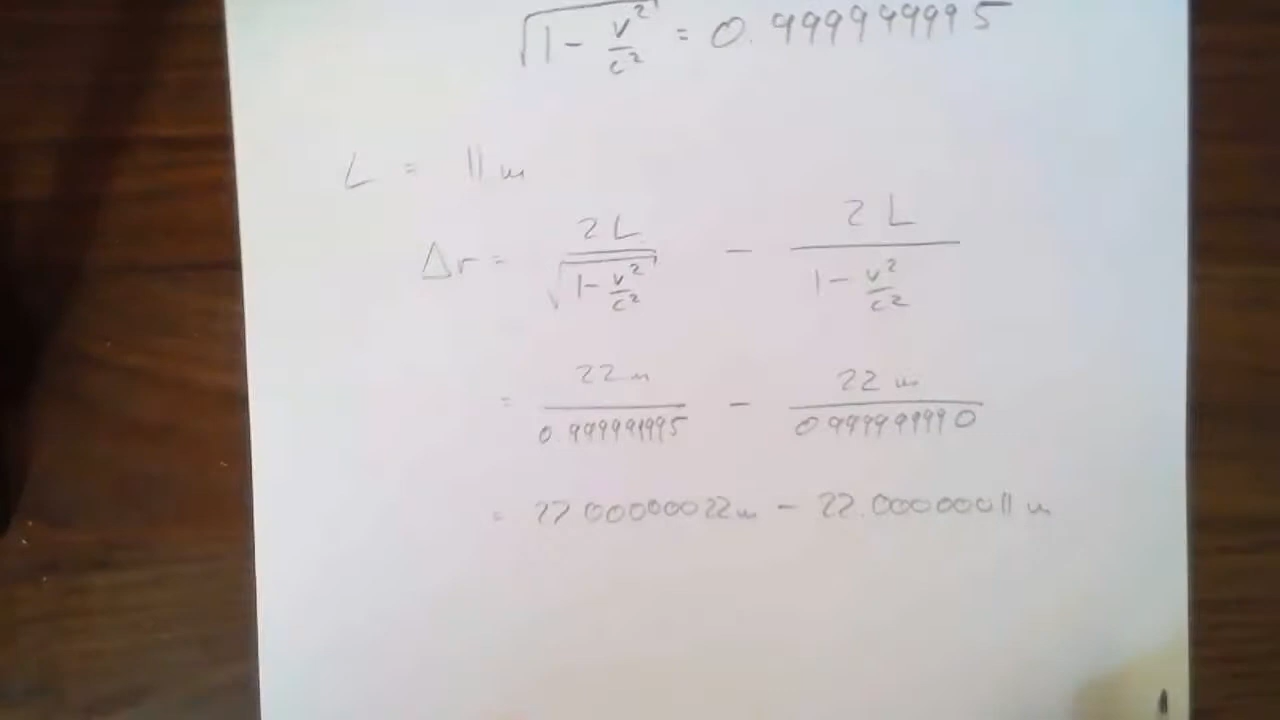 √(1 - v²/c²) = 0.999999995
L = 11 m
Δr = 2L/√(1 - v²/c²) - 2L/(1 - v²/c²)
= 22 m/0.999999995 - 22 m/0.999999990
= 22.00000022 m - 22.00000011 m